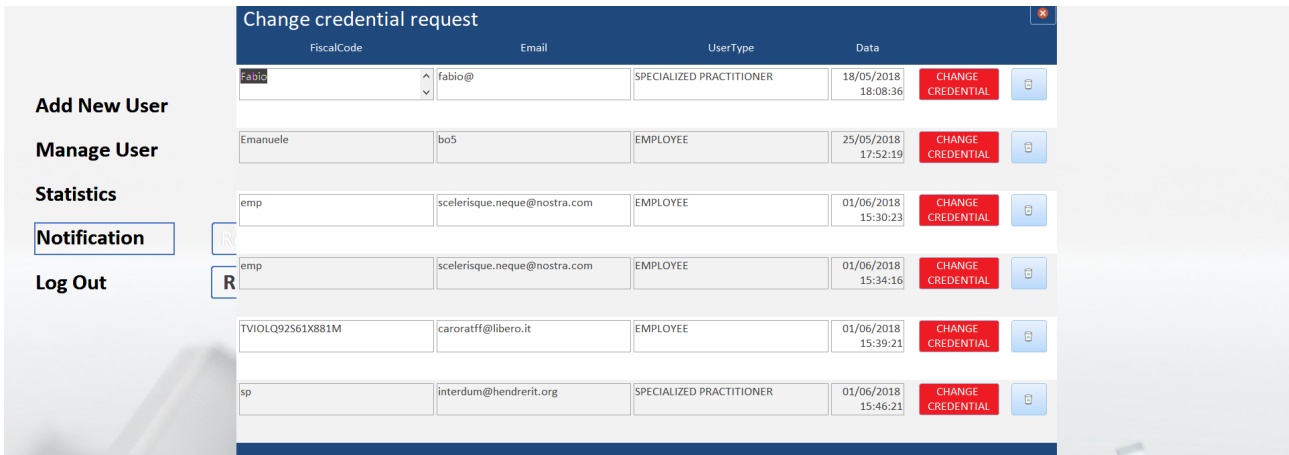 Change credential request
FiscalCode Email UserType Data
Fabio fabio@ SPECIALIZED PRACTITIONER 18/05/2018 CHANGE
18:08:36 CREDENTIAL
Add New User
Manage User
Emanuele bo5 EMPLOYEE 25/05/2018 CHANGE
17:52:19 CREDENTIAL
Statistics
emp scelerisque.neque@nostra.com EMPLOYEE 01/06/2018 CHANGE
15:30:23 CREDENTIAL
Notification R
emp scelerisque.neque@nostra.com EMPLOYEE 01/06/2018 CHANGE
15:34:16 CREDENTIAL
Log Out R
TVIOLQ92S61X881M caroratff@libero.it EMPLOYEE 01/06/2018 CHANGE
15:39:21 CREDENTIAL
sp interdum@hendrerit.org SPECIALIZED PRACTITIONER 01/06/2018 CHANGE
15:46:21 CREDENTIAL